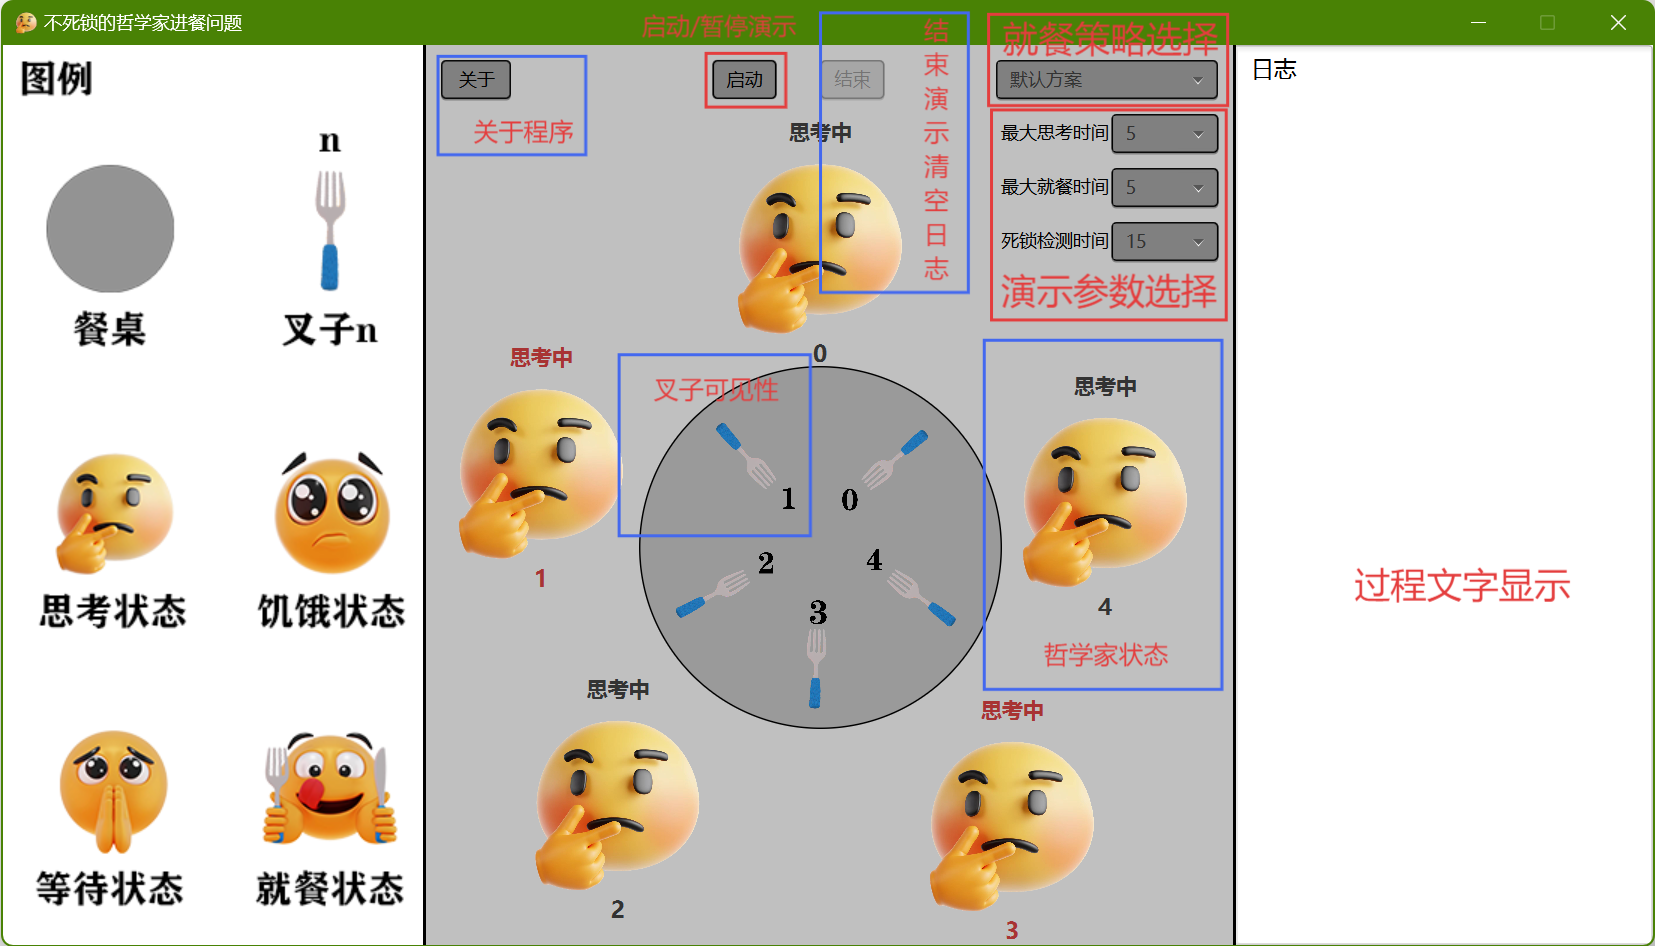 不死锁的哲学家进餐问题
图例
n
餐桌
叉子n
思考状态
饥饿状态
等待状态
就餐状态
关于
关于程序
启动/暂停演示
启动
结束
结束演示清空日志
就餐策略选择
默认方案
最大思考时间 5
最大就餐时间 5
死锁检测时间 15
演示参数选择
思考中
0
思考中
1
叉子可见性
1
0
2
4
3
思考中
4
哲学家状态
思考中
2
思考中
3
日志
过程文字显示